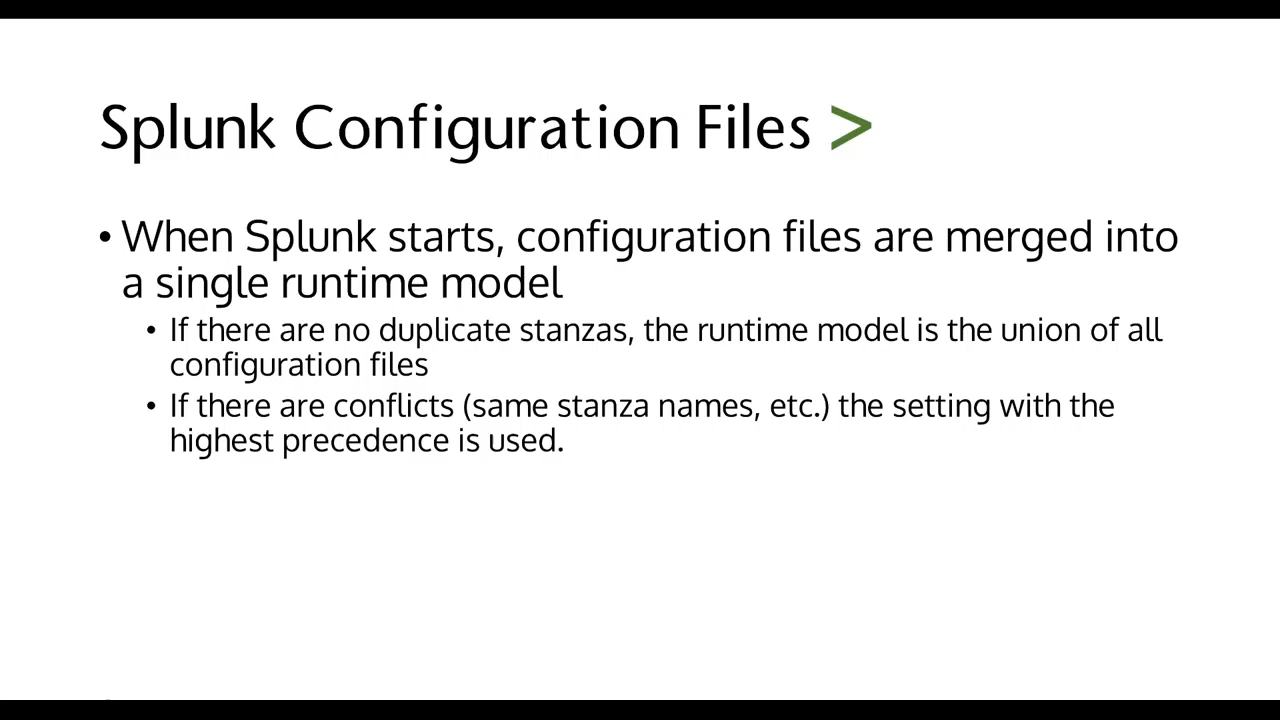 Splunk Configuration Files >
• When Splunk starts, configuration files are merged into
a single runtime model
• If there are no duplicate stanzas, the runtime model is the union of all
configuration files
• If there are conflicts (same stanza names, etc.) the setting with the
highest precedence is used.